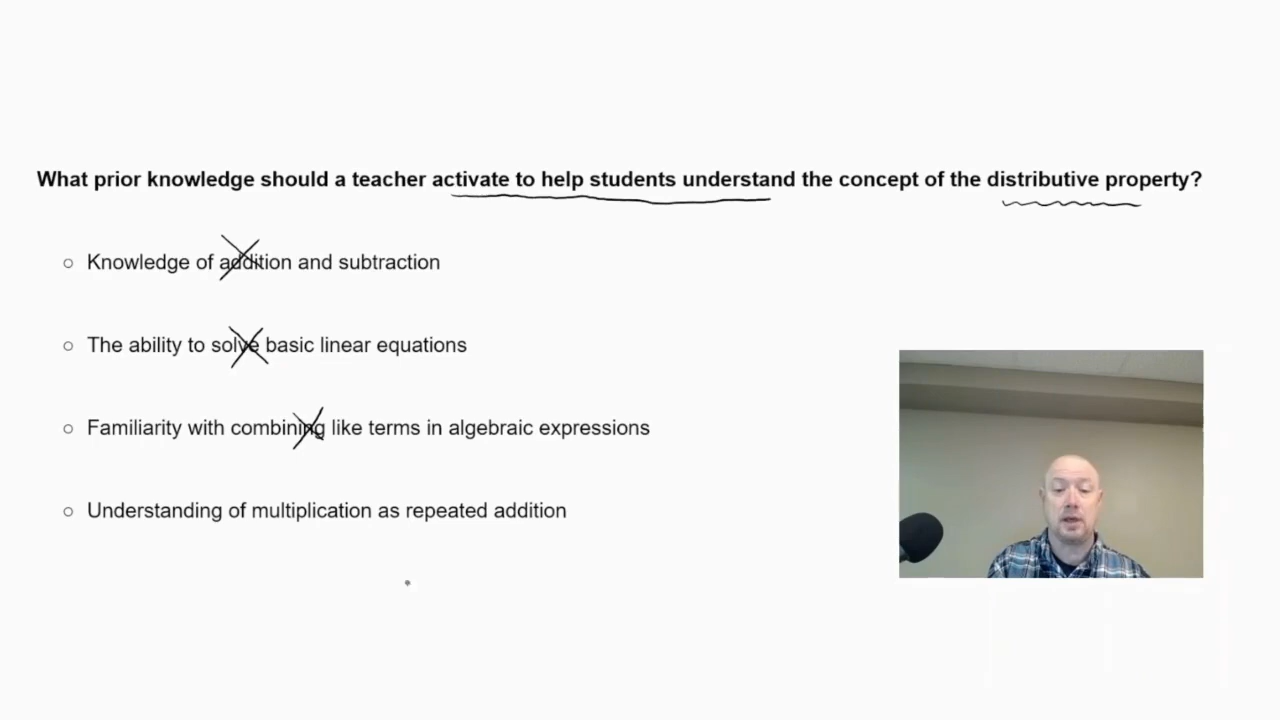 What prior knowledge should a teacher activate to help students understand the concept of the distributive property?
Knowledge of addition and subtraction
The ability to solve basic linear equations
Familiarity with combining like terms in algebraic expressions
Understanding of multiplication as repeated addition